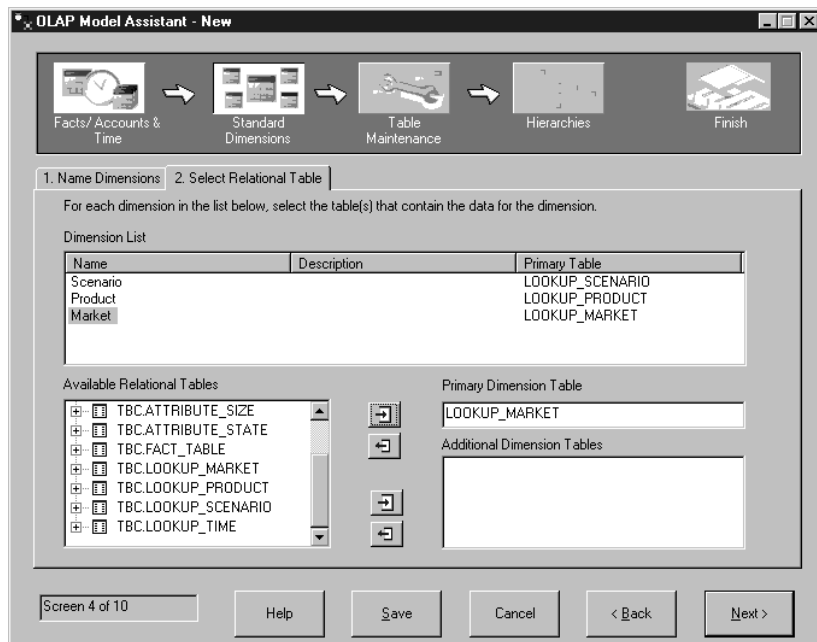 OLAP Model Assistant - New
Facts/ Accounts &
Time
Standard
Dimensions
Table
Maintenance
Hierarchies
Finish
1. Name Dimensions
2. Select Relational Table
For each dimension in the list below, select the table(s) that contain the data for the dimension.
Dimension List
Name Description Primary Table
Scenario LOOKUP_SCENARIO
Product LOOKUP_PRODUCT
Market LOOKUP_MARKET
Available Relational Tables
TBC.ATTRIBUTE_SIZE
TBC.ATTRIBUTE_STATE
TBC.FACT_TABLE
TBC.LOOKUP_MARKET
TBC.LOOKUP_PRODUCT
TBC.LOOKUP_SCENARIO
TBC.LOOKUP_TIME
Primary Dimension Table
LOOKUP_MARKET
Additional Dimension Tables
Screen 4 of 10
Help
Save
Cancel
< Back
Next >